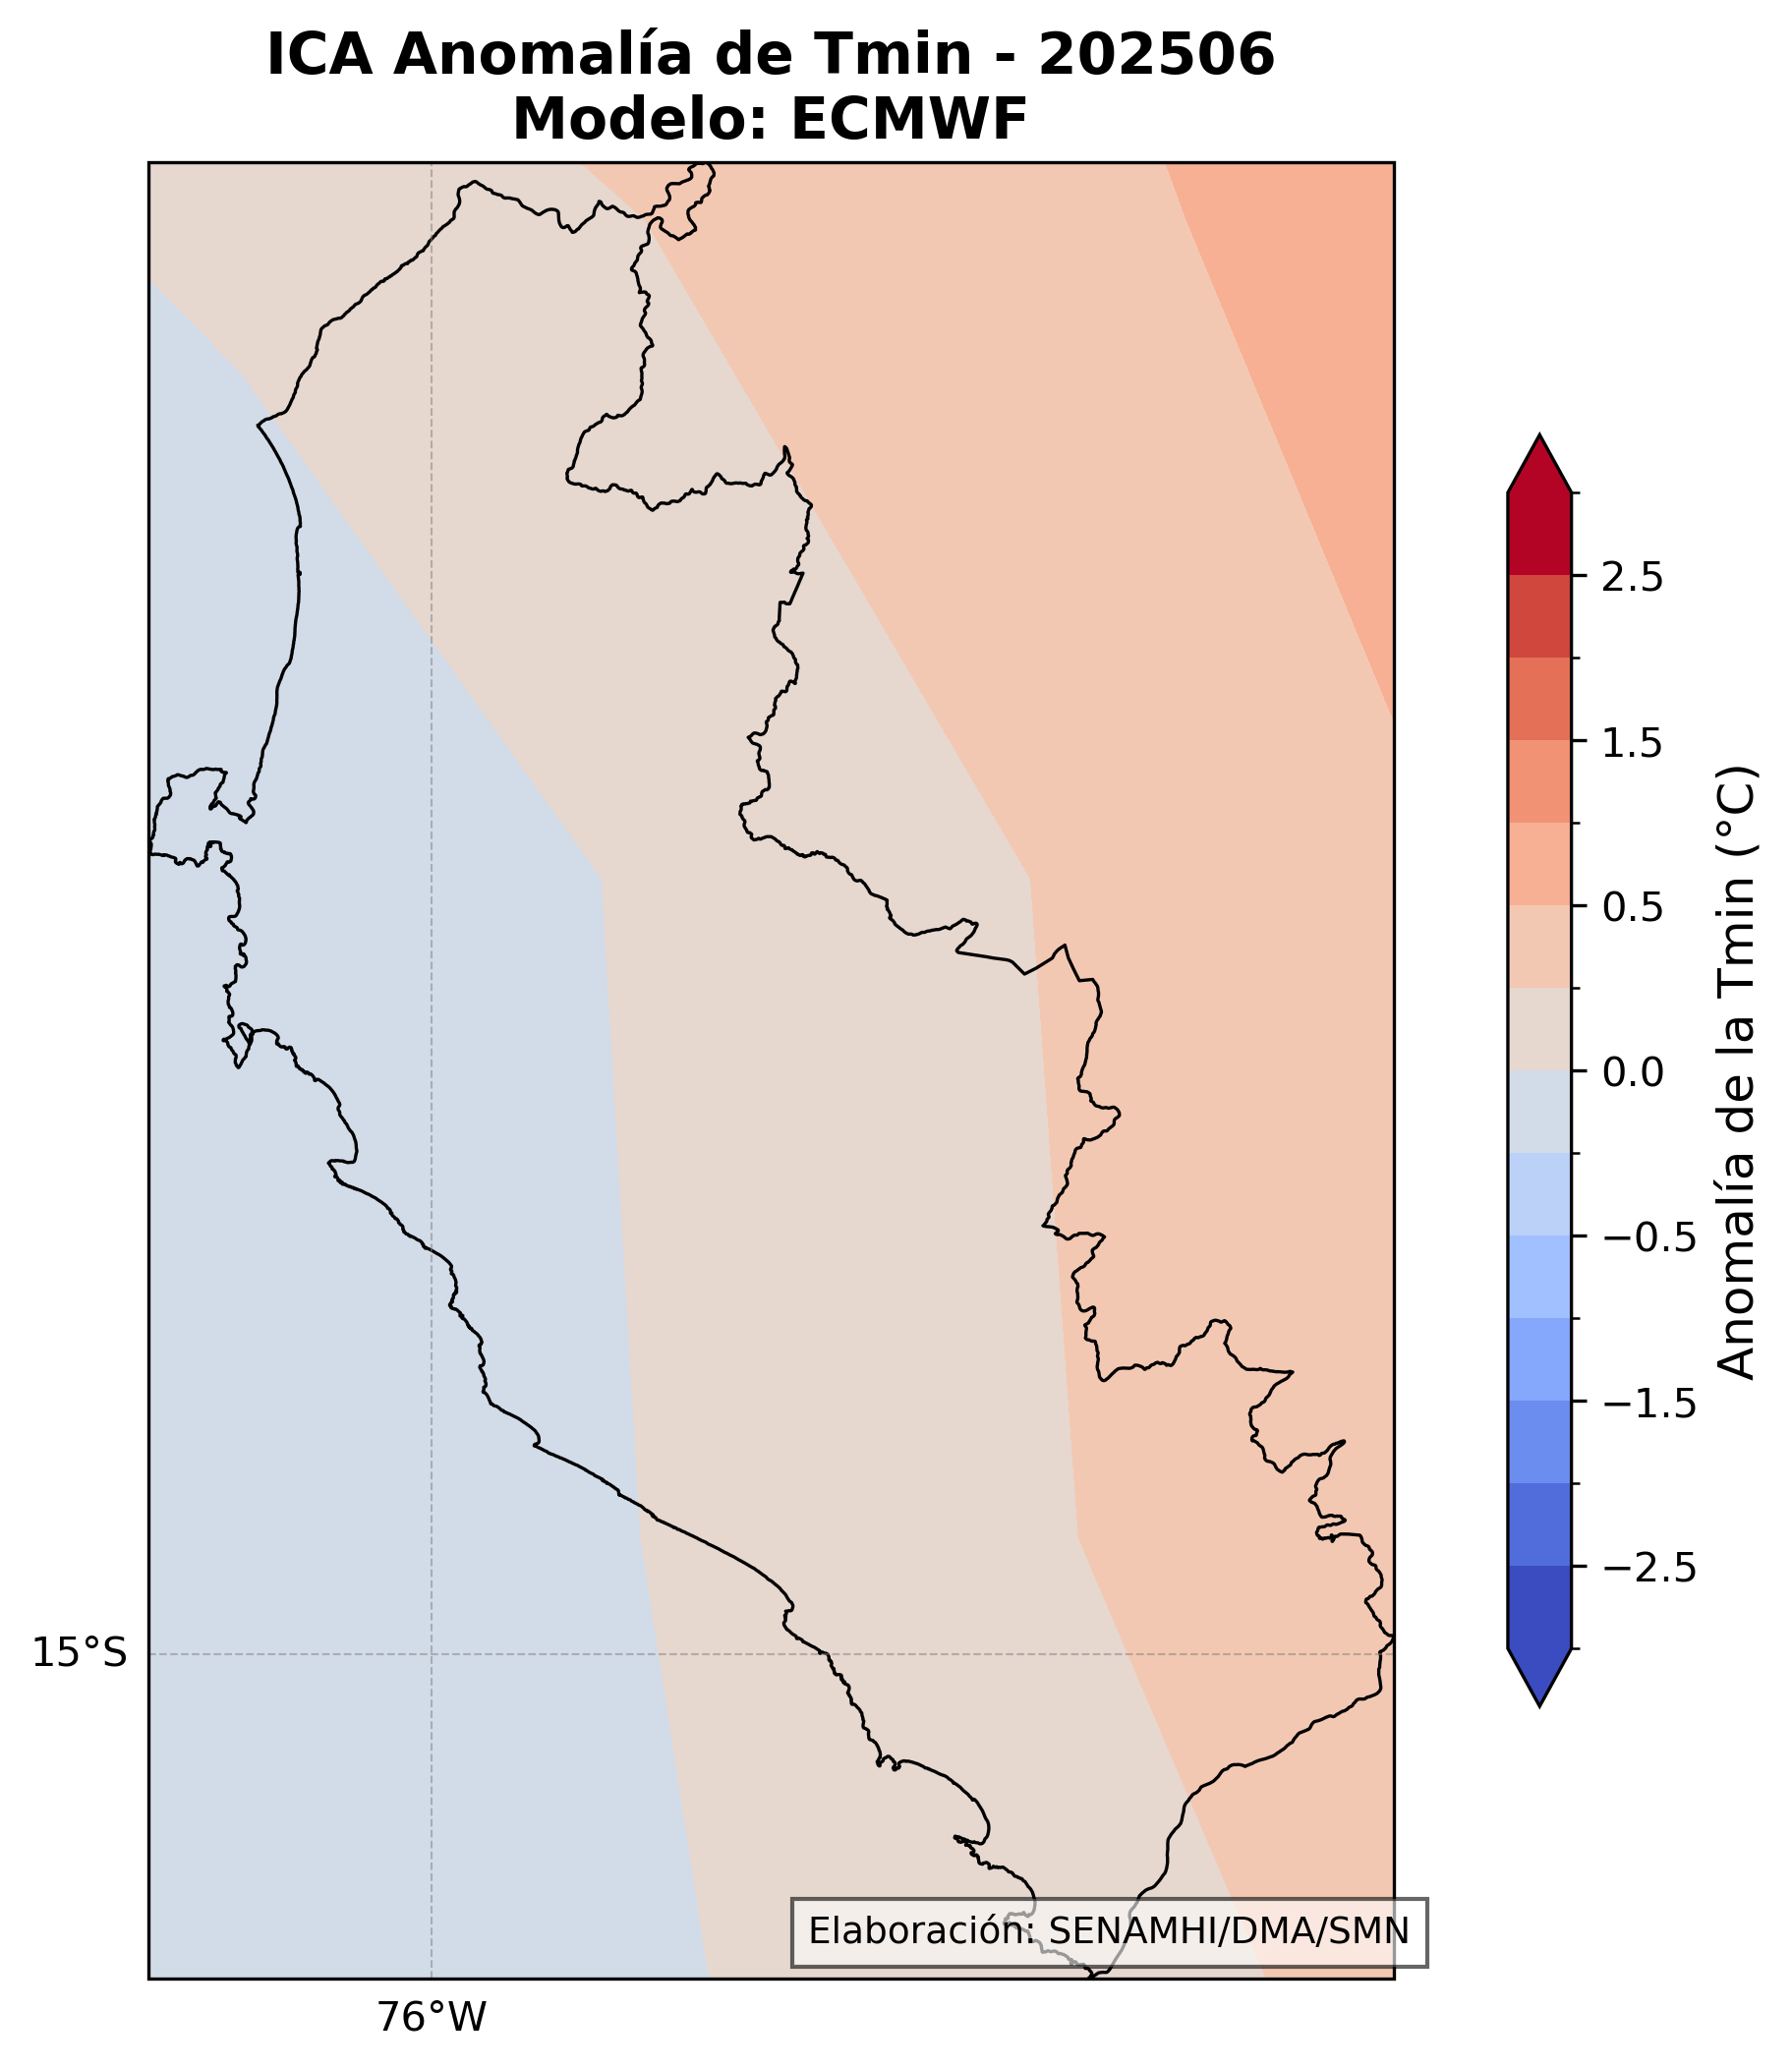 ICA Anomalía de Tmin - 202506
Modelo: ECMWF
2.5
1.5
0.5
0.0
−0.5
−1.5
−2.5
Anomalía de la Tmin (°C)
15°S
Elaboración: SENAMHI/DMA/SMN
76°W